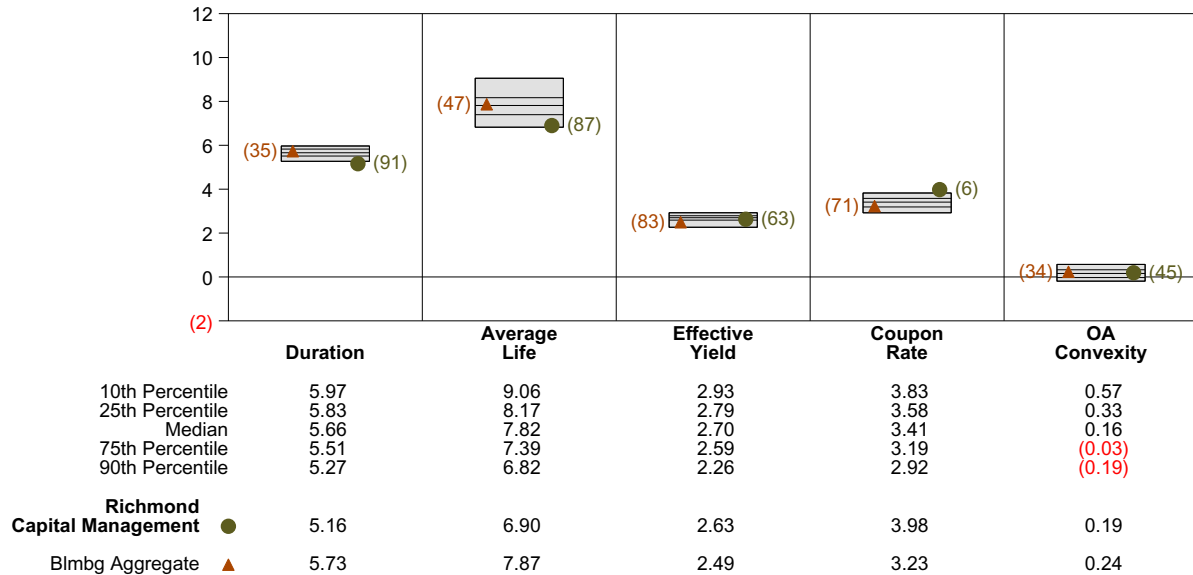 12
10
8
6
4
2
0
(2)
(35)
(91)
(47)
(87)
(83)
(63)
(71)
(6)
(34)
(45)
Duration Average Life Effective Yield Coupon Rate OA Convexity
10th Percentile 5.97 9.06 2.93 3.83 0.57
25th Percentile 5.83 8.17 2.79 3.58 0.33
Median 5.66 7.82 2.70 3.41 0.16
75th Percentile 5.51 7.39 2.59 3.19 (0.03)
90th Percentile 5.27 6.82 2.26 2.92 (0.19)
Richmond
Capital Management 5.16 6.90 2.63 3.98 0.19
Blmbg Aggregate 5.73 7.87 2.49 3.23 0.24